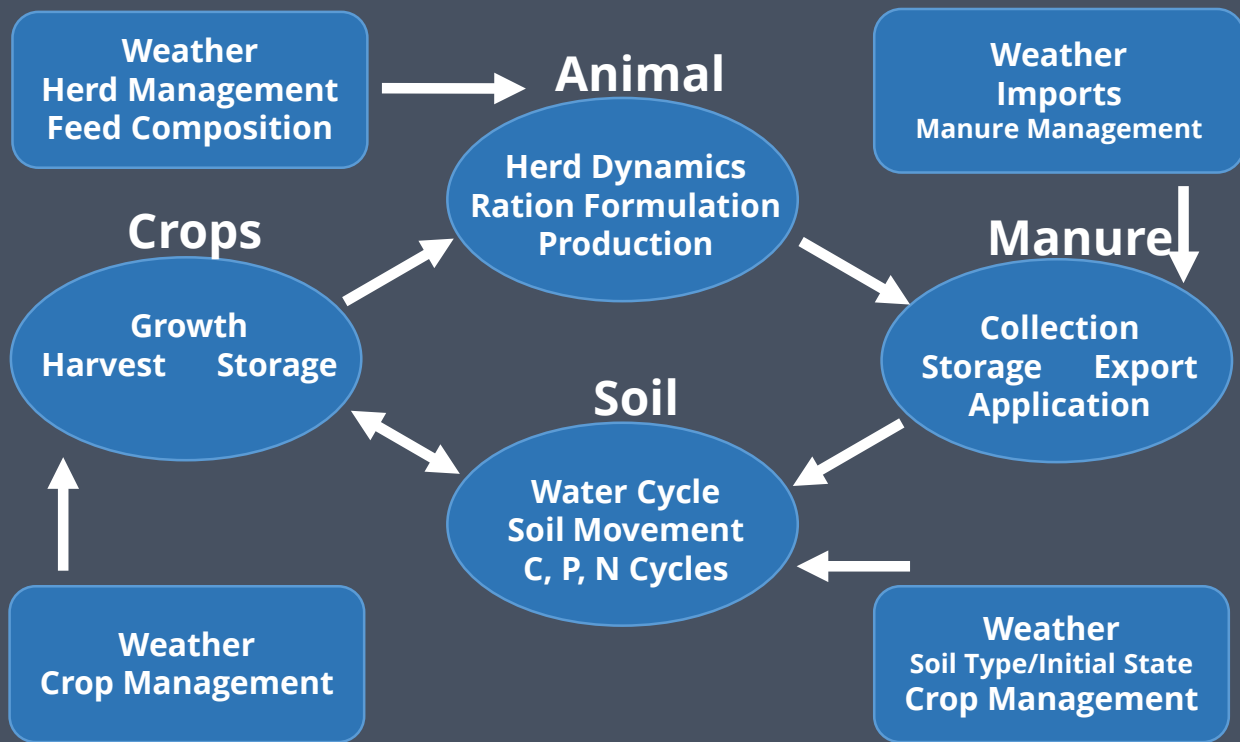 Weather
Herd Management
Feed Composition
Animal
Herd Dynamics
Ration Formulation
Production
Weather
Imports
Manure Management
Crops
Growth
Harvest Storage
Manure
Collection
Storage Export
Application
Soil
Water Cycle
Soil Movement
C, P, N Cycles
Weather
Crop Management
Weather
Soil Type/Initial State
Crop Management